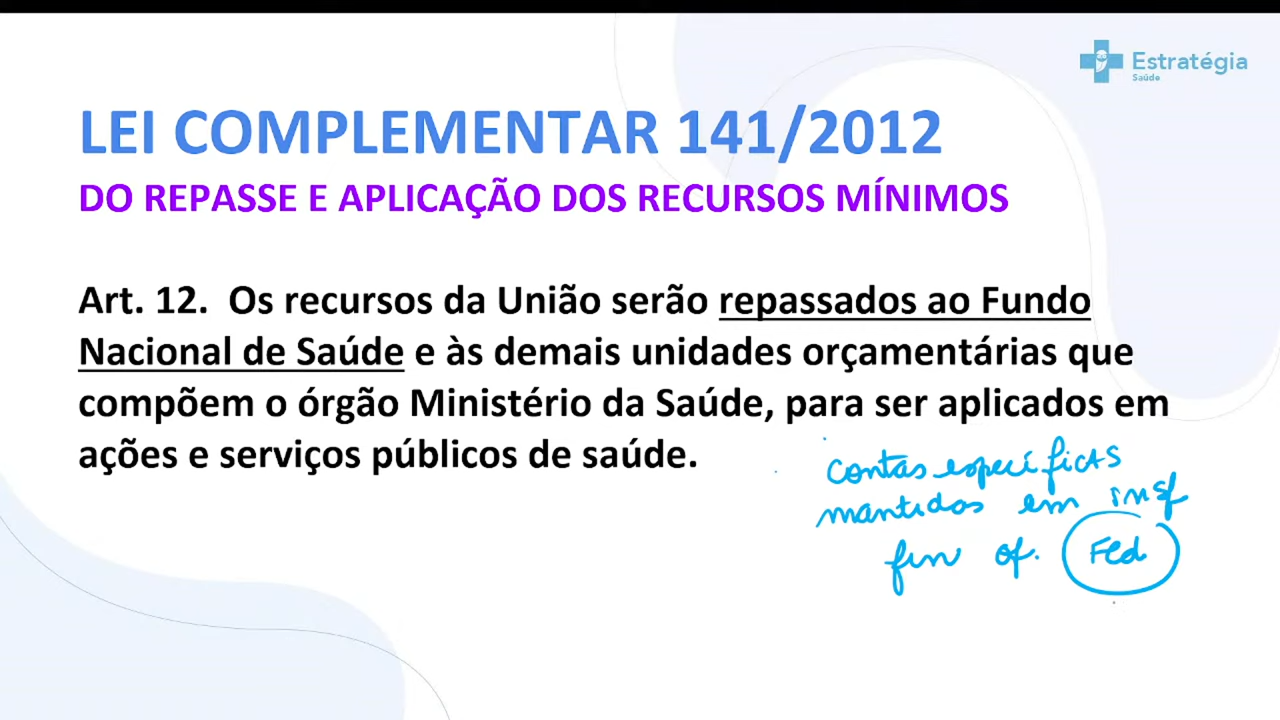 Estratégia
Saúde
LEI COMPLEMENTAR 141/2012
DO REPASSE E APLICAÇÃO DOS RECURSOS MÍNIMOS
Art. 12. Os recursos da União serão repassados ao Fundo
Nacional de Saúde e às demais unidades orçamentárias que
compõem o órgão Ministério da Saúde, para ser aplicados em
ações e serviços públicos de saúde.
contas específicas
mantidos em inst
fin of. Fed